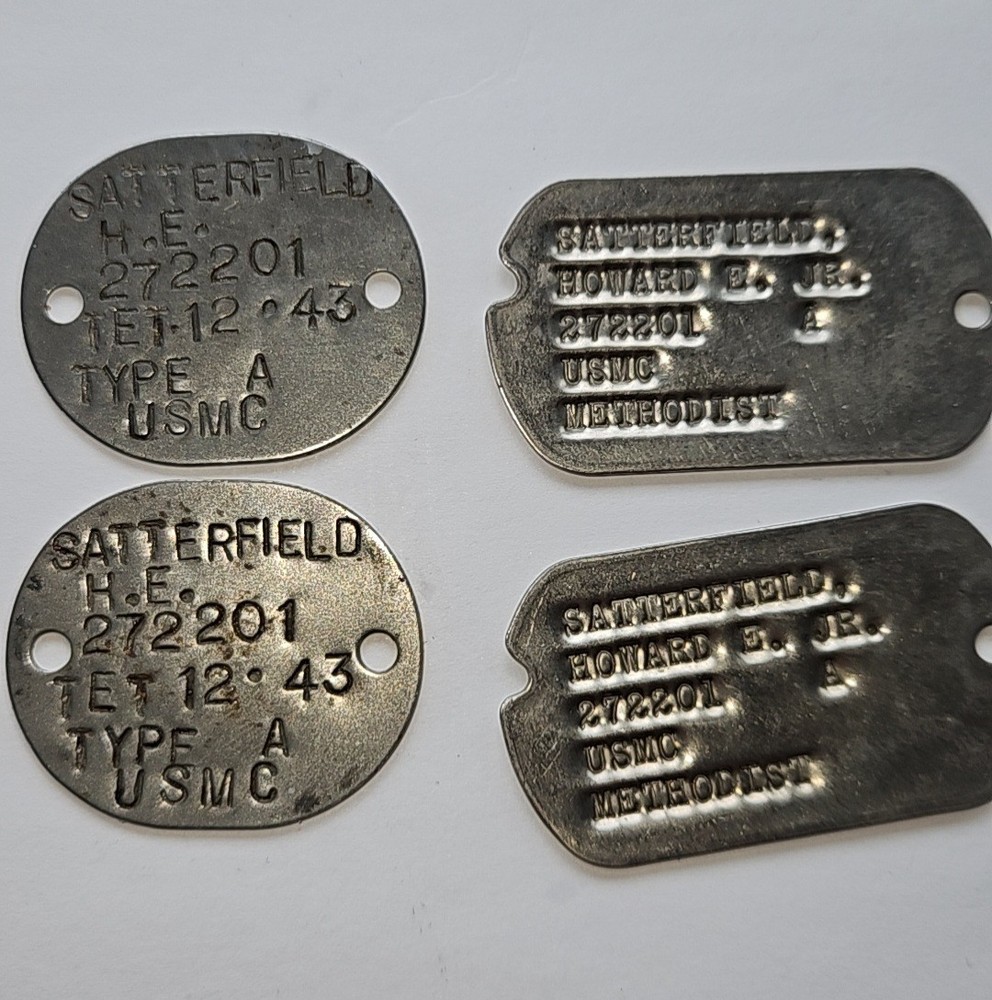 SATTERFIELD
H.E.
272201
TET·12·43
TYPE A
USMC
SATTERFIELD,
HOWARD E. JR.
272201 A
USMC
METHODIST
SATTERFIELD
H.E.
272201
TET 12·43
TYPE A
USMC
SATTERFIELD,
HOWARD E. JR.
272201 A
USMC
METHODIST